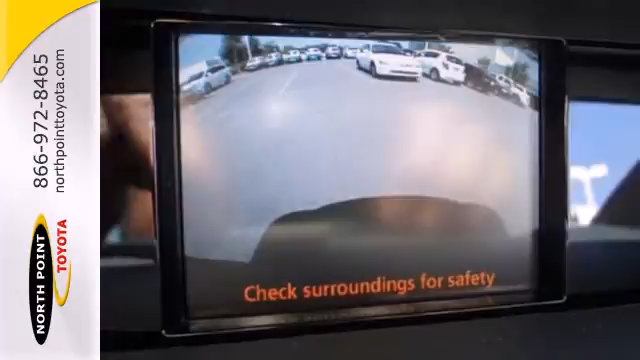 866-972-8465
northpointtoyota.com
NORTH POINT
TOYOTA
Check surroundings for safety